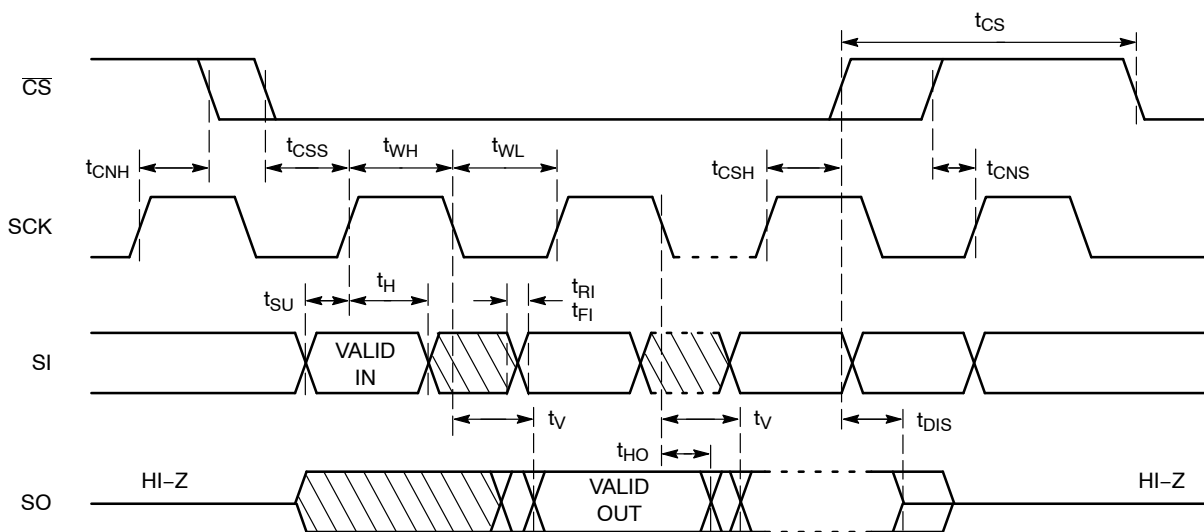 tCS
CS
tCNH
tCSS
tWH
tWL
tCSH
tCNS
SCK
tSU
tH
tRI
tFI
SI
VALID
IN
tV
tV
tDIS
tHO
HI–Z
VALID
OUT
HI–Z
SO